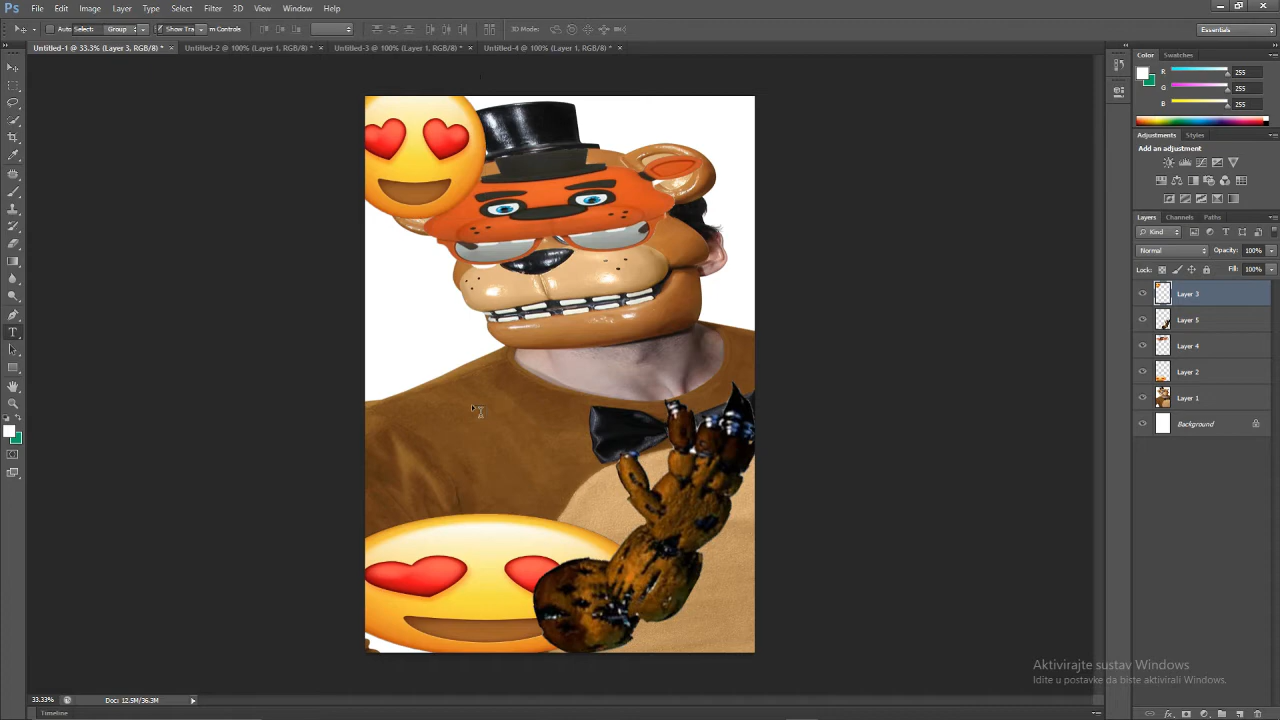 Ps File Edit Image Layer Type Select Filter 3D View Window Help
Auto-Select: Group Show Tra m Controls 3D Mode: Essentials
Untitled-1 @ 33.3% (Layer 3, RGB/8) * × Untitled-2 @ 100% (Layer 1, RGB/8) * × Untitled-3 @ 100% (Layer 1, RGB/8) * × Untitled-4 @ 100% (Layer 1, RGB/8) * ×
Color Swatches
R 255
G 255
B 255
Adjustments Styles
Add an adjustment
Layers Channels Paths
Kind
Normal Opacity: 100%
Lock: Fill: 100%
Layer 3
Layer 5
Layer 4
Layer 2
Layer 1
Background
Aktivirajte sustav Windows
Idite u postavke da biste aktivirali Windows.
33.33% Doc: 12.5M/36.3M
Timeline